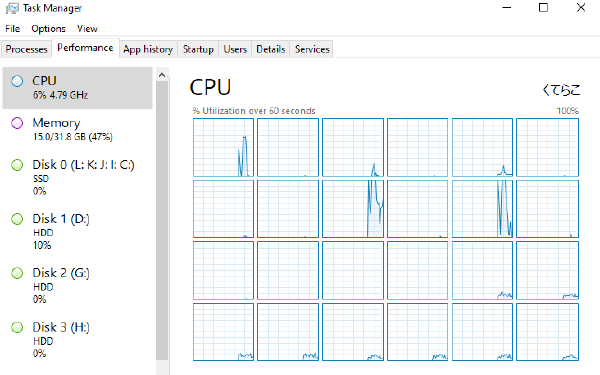 Task Manager
File Options View
Processes Performance App history Startup Users Details Services
CPU
6% 4.79 GHz
Memory
15.0/31.8 GB (47%)
Disk 0 (L: K: J: I: C:)
SSD
0%
Disk 1 (D:)
HDD
10%
Disk 2 (G:)
HDD
0%
Disk 3 (H:)
HDD
0%
CPU くてらこ
% Utilization over 60 seconds 100%